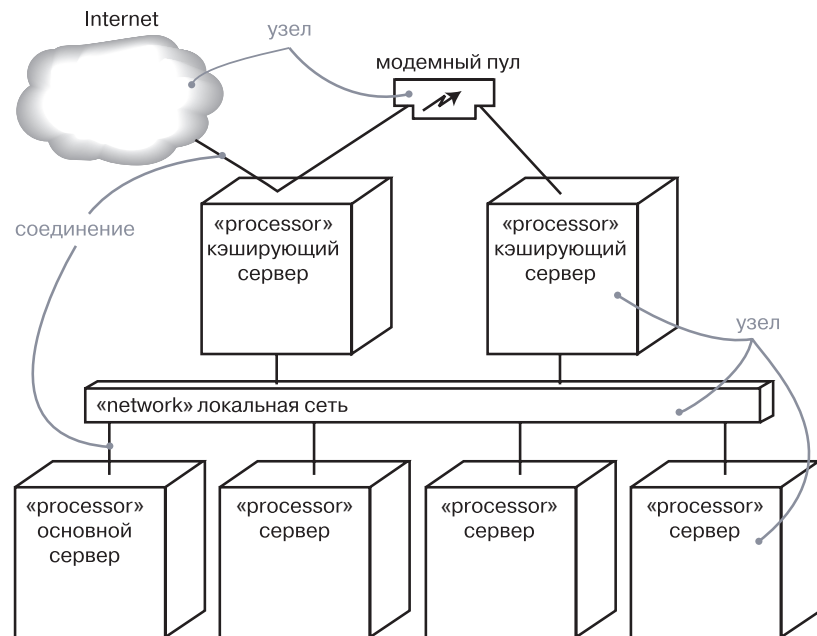 Internet
узел
модемный пул
соединение
«processor»
кэширующий
сервер
«processor»
кэширующий
сервер
узел
«network» локальная сеть
«processor»
основной
сервер
«processor»
сервер
«processor»
сервер
«processor»
сервер